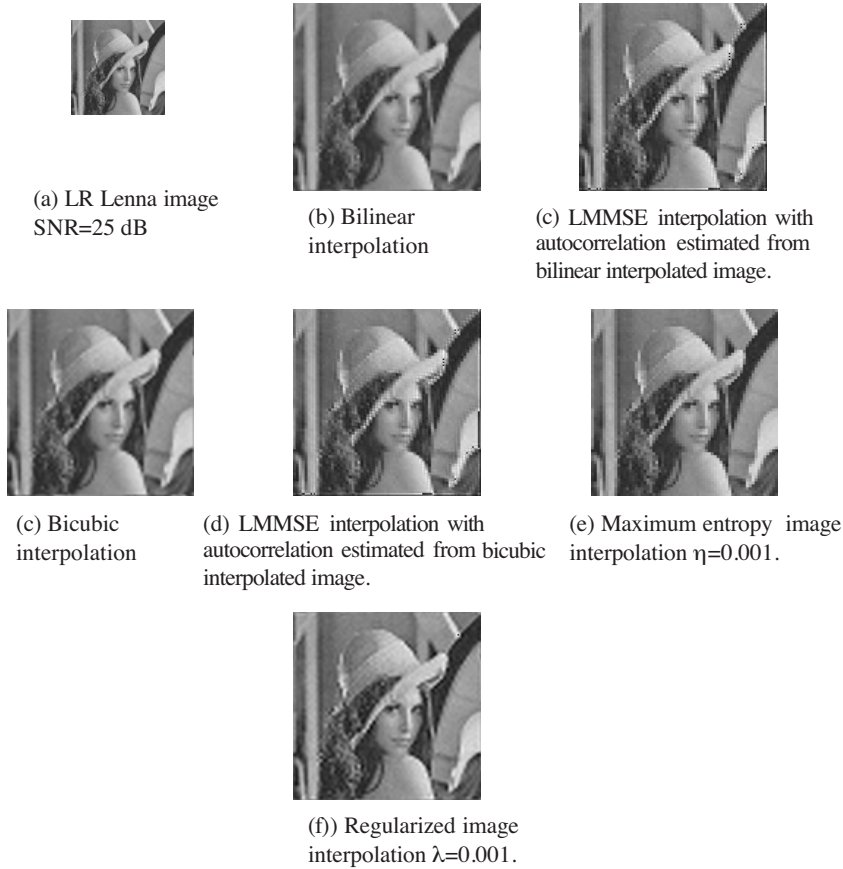 (a) LR Lenna image
SNR=25 dB
(b) Bilinear
interpolation
(c) LMMSE interpolation with
autocorrelation estimated from
bilinear interpolated image.
(c) Bicubic
interpolation
(d) LMMSE interpolation with
autocorrelation estimated from bicubic
interpolated image.
(e) Maximum entropy image
interpolation η=0.001.
(f)) Regularized image
interpolation λ=0.001.